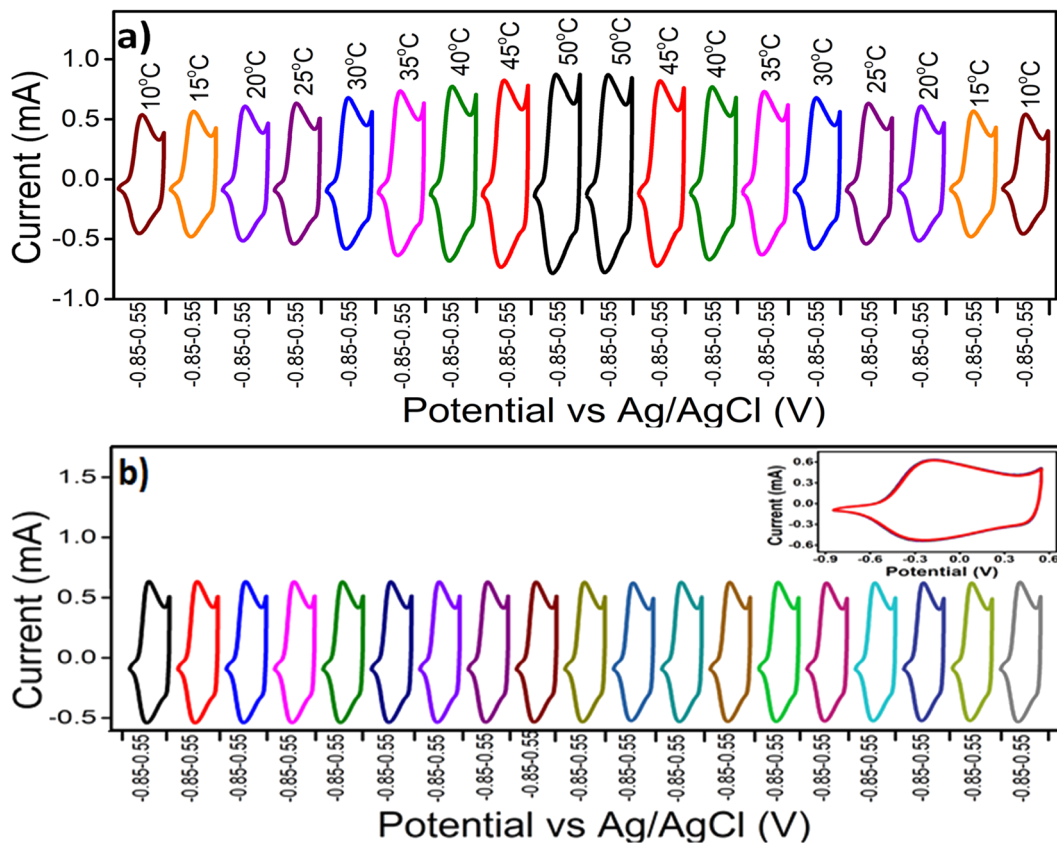 a)
Current (mA)
1.0
0.5
0.0
-0.5
-1.0
10°C 15°C 20°C 25°C 30°C 35°C 40°C 45°C 50°C 50°C 45°C 40°C 35°C 30°C 25°C 20°C 15°C 10°C
-0.85-0.55 -0.85-0.55 -0.85-0.55 -0.85-0.55 -0.85-0.55 -0.85-0.55 -0.85-0.55 -0.85-0.55 -0.85-0.55 -0.85-0.55 -0.85-0.55 -0.85-0.55 -0.85-0.55 -0.85-0.55 -0.85-0.55 -0.85-0.55 -0.85-0.55 -0.85-0.55
Potential vs Ag/AgCl (V)
b)
Current (mA)
1.5
1.0
0.5
0.0
-0.5
Current (mA)
0.6
0.3
0.0
-0.3
-0.6
-0.9 -0.6 -0.3 0.0 0.3 0.6
Potential (V)
-0.85-0.55 -0.85-0.55 -0.85-0.55 -0.85-0.55 -0.85-0.55 -0.85-0.55 -0.85-0.55 -0.85-0.55 -0.85-0.55 -0.85-0.55 -0.85-0.55 -0.85-0.55 -0.85-0.55 -0.85-0.55 -0.85-0.55 -0.85-0.55 -0.85-0.55 -0.85-0.55 -0.85-0.55
Potential vs Ag/AgCl (V)